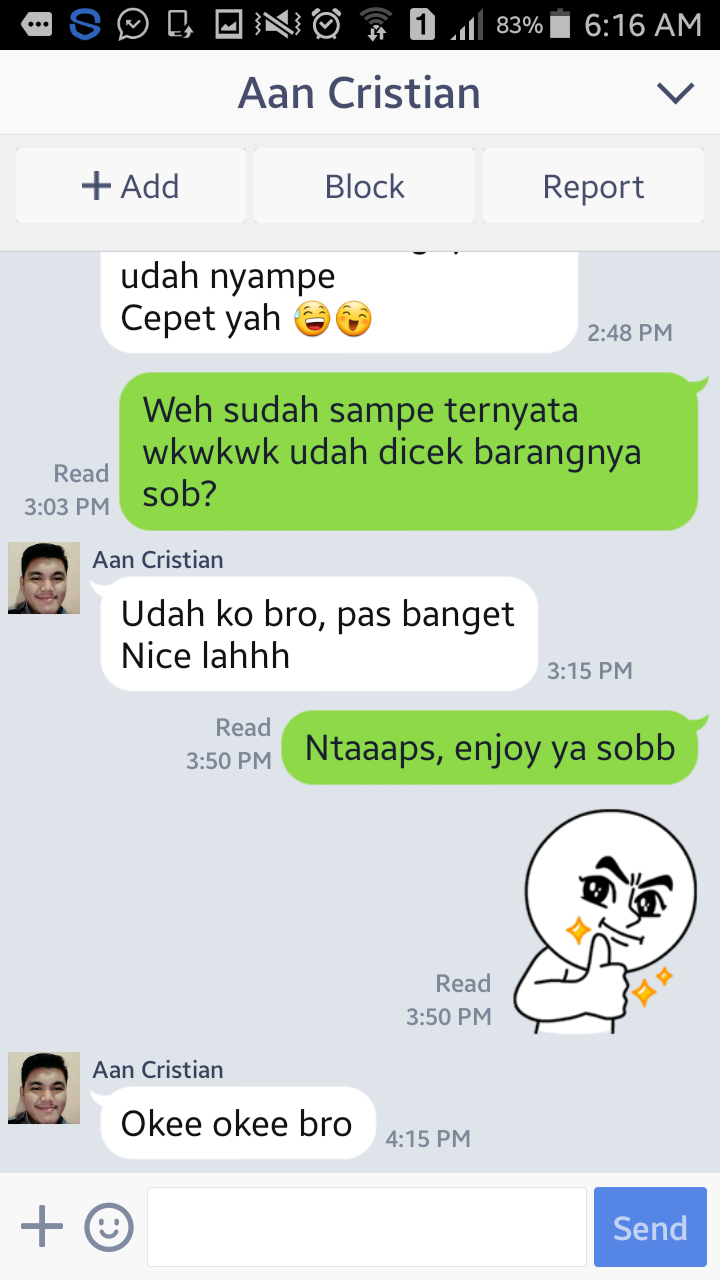 83% 6:16 AM
Aan Cristian
+ Add
Block
Report
udah nyampe
Cepet yah 😅😄
2:48 PM
Weh sudah sampe ternyata
wkwkwk udah dicek barangnya
sob?
Read
3:03 PM
Aan Cristian
Udah ko bro, pas banget
Nice lahhh
3:15 PM
Read
3:50 PM
Ntaaaps, enjoy ya sobb
Read
3:50 PM
Aan Cristian
Okee okee bro
4:15 PM
Send